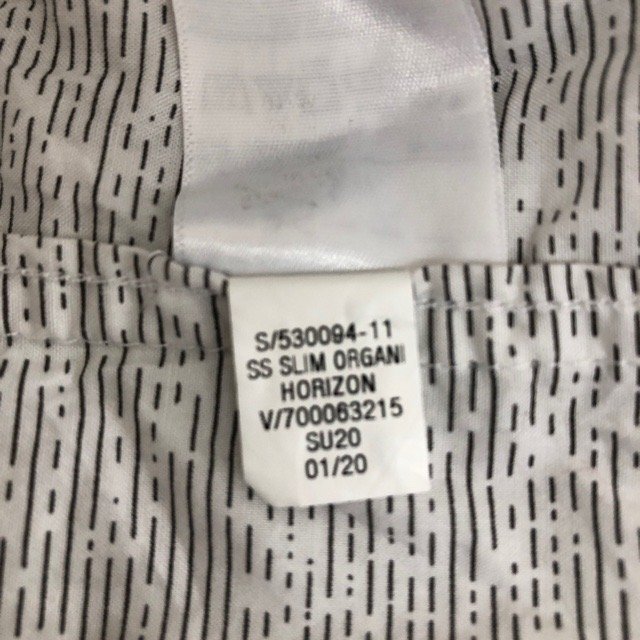 S/530094-11
SS SLIM ORGANI
HORIZON
V/700063215
SU20
01/20